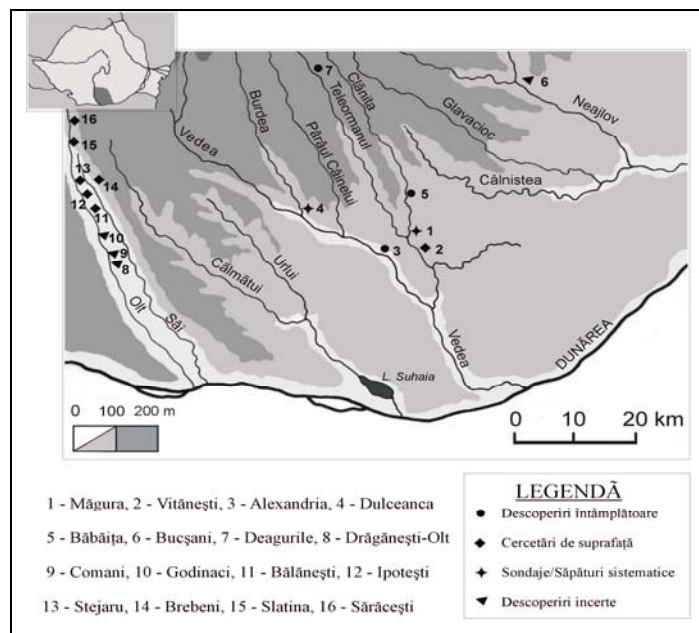 16
15
13
14
12
11
10
9
8
7
6
5
4
3
1
2
Vedea
Burdea
Pârâul Câinelui
Teleormanul
Clănița
Glavacioc
Neajlov
Câlniștea
Urlui
Călmățui
Olt
Săi
Vedea
DUNĂREA
L. Suhaia
0 100 200 m
0 10 20 km
1 - Măgura, 2 - Vităneşti, 3 - Alexandria, 4 - Dulceanca
5 - Băbăiţa, 6 - Bucşani, 7 - Deagurile, 8 – Drăgăneşti-Olt
9 - Comani, 10 - Godinaci, 11 - Bălăneşti, 12 - Ipoteşti
13 - Stejaru, 14 - Brebeni, 15 - Slatina, 16 - Sărăceşti
LEGENDĂ
Descoperiri întâmplătoare
Cercetări de suprafaţă
Sondaje/Săpături sistematice
Descoperiri incerte